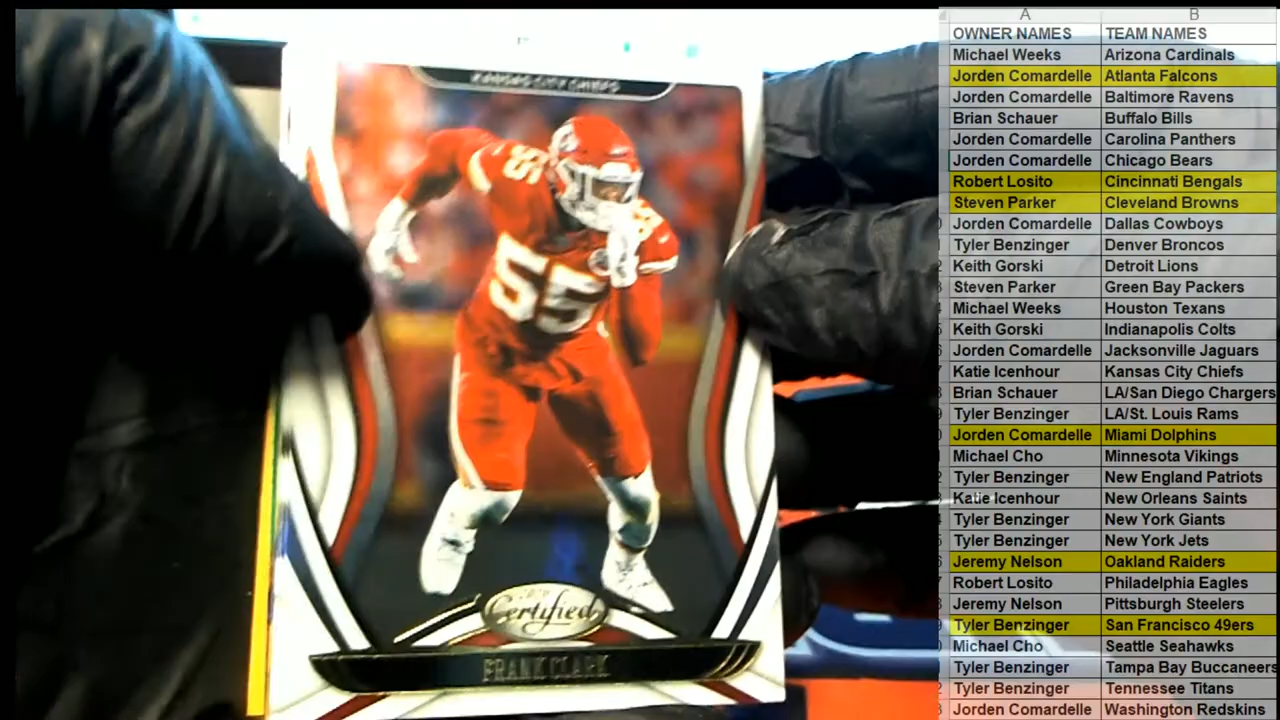 KANSAS CITY CHIEFS
55
55
Certified
FRANK CLARK
A B
OWNER NAMES TEAM NAMES
Michael Weeks Arizona Cardinals
Jorden Comardelle Atlanta Falcons
Jorden Comardelle Baltimore Ravens
Brian Schauer Buffalo Bills
Jorden Comardelle Carolina Panthers
Jorden Comardelle Chicago Bears
Robert Losito Cincinnati Bengals
Steven Parker Cleveland Browns
Jorden Comardelle Dallas Cowboys
Tyler Benzinger Denver Broncos
Keith Gorski Detroit Lions
Steven Parker Green Bay Packers
Michael Weeks Houston Texans
Keith Gorski Indianapolis Colts
Jorden Comardelle Jacksonville Jaguars
Katie Icenhour Kansas City Chiefs
Brian Schauer LA/San Diego Chargers
Tyler Benzinger LA/St. Louis Rams
Jorden Comardelle Miami Dolphins
Michael Cho Minnesota Vikings
Tyler Benzinger New England Patriots
Katie Icenhour New Orleans Saints
Tyler Benzinger New York Giants
Tyler Benzinger New York Jets
Jeremy Nelson Oakland Raiders
Robert Losito Philadelphia Eagles
Jeremy Nelson Pittsburgh Steelers
Tyler Benzinger San Francisco 49ers
Michael Cho Seattle Seahawks
Tyler Benzinger Tampa Bay Buccaneers
Tyler Benzinger Tennessee Titans
Jorden Comardelle Washington Redskins